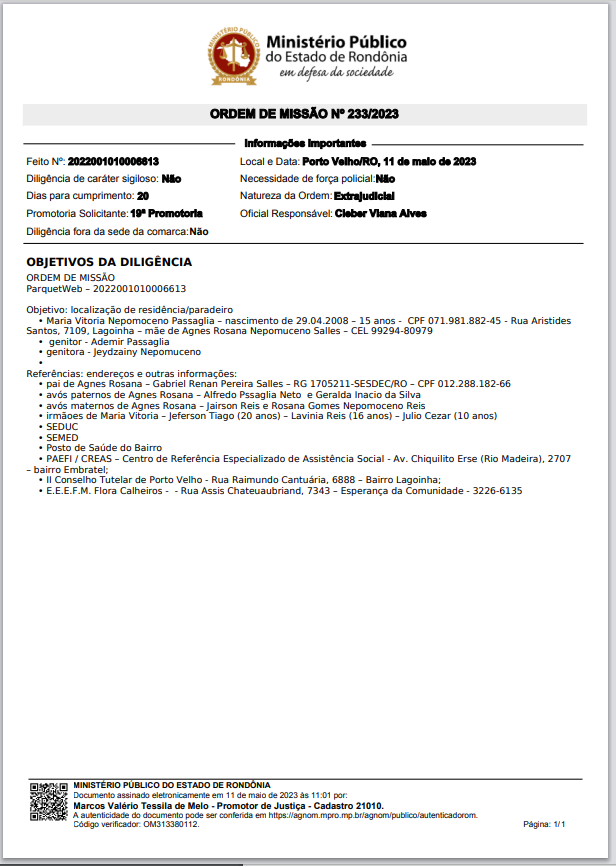 Ministério Público
do Estado de Rondônia
em defesa da sociedade
RONDÔNIA
ORDEM DE MISSÃO Nº 233/2023
Informações Importantes
Feito Nº: 2022001010006613 Local e Data: Porto Velho/RO, 11 de maio de 2023
Diligência de caráter sigiloso: Não Necessidade de força policial:Não
Dias para cumprimento: 20 Natureza da Ordem: Extrajudicial
Promotoria Solicitante: 19ª Promotoria Oficial Responsável: Cleber Viana Alves
Diligência fora da sede da comarca:Não
OBJETIVOS DA DILIGÊNCIA
ORDEM DE MISSÃO
ParquetWeb – 2022001010006613
Objetivo: localização de residência/paradeiro
• Maria Vitoria Nepomoceno Passaglia – nascimento de 29.04.2008 – 15 anos - CPF 071.981.882-45 - Rua Aristides
Santos, 7109, Lagoinha – mãe de Agnes Rosana Nepomuceno Salles – CEL 99294-80979
• genitor - Ademir Passaglia
• genitora - Jeydzainy Nepomuceno
•
Referências: endereços e outras informações:
• pai de Agnes Rosana – Gabriel Renan Pereira Salles – RG 1705211-SESDEC/RO – CPF 012.288.182-66
• avós paternos de Agnes Rosana – Alfredo Pssaglia Neto e Geralda Inacio da Silva
• avós maternos de Agnes Rosana – Jairson Reis e Rosana Gomes Nepomoceno Reis
• irmãoes de Maria Vitoria – Jeferson Tiago (20 anos) – Lavinia Reis (16 anos) – Julio Cezar (10 anos)
• SEDUC
• SEMED
• Posto de Saúde do Bairro
• PAEFI / CREAS – Centro de Referência Especializado de Assistência Social - Av. Chiquilito Erse (Rio Madeira), 2707
– bairro Embratel;
• II Conselho Tutelar de Porto Velho - Rua Raimundo Cantuária, 6888 – Bairro Lagoinha;
• E.E.E.F.M. Flora Calheiros - - Rua Assis Chateuaubriand, 7343 – Esperança da Comunidade - 3226-6135
MINISTÉRIO PÚBLICO DO ESTADO DE RONDÔNIA
Documento assinado eletronicamente em 11 de maio de 2023 às 11:01 por:
Marcos Valério Tessila de Melo - Promotor de Justiça - Cadastro 21010.
A autenticidade do documento pode ser conferida em https://agnom.mpro.mp.br/agnom/publico/autenticadorom.
Código verificador: OM313380112. Página: 1/1